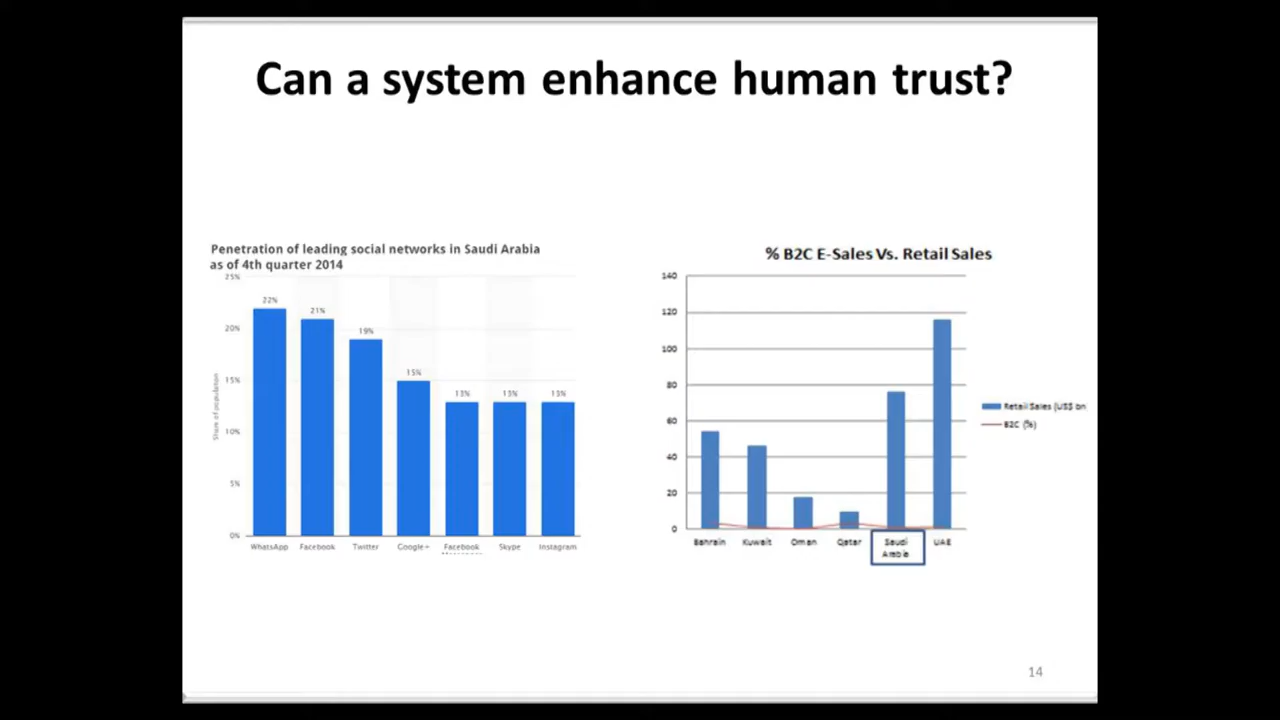 Can a system enhance human trust?
Penetration of leading social networks in Saudi Arabia
as of 4th quarter 2014
25%
20%
15%
10%
5%
0%
Share of population
22%
21%
19%
15%
13%
13%
13%
WhatsApp
Facebook
Twitter
Google+
Facebook
Skype
Instagram
% B2C E-Sales Vs. Retail Sales
140
120
100
80
60
40
20
0
Bahrain
Kuwait
Oman
Qatar
Saudi
Arabia
UAE
Retail Sales (US$ bn
B2C (%)
14